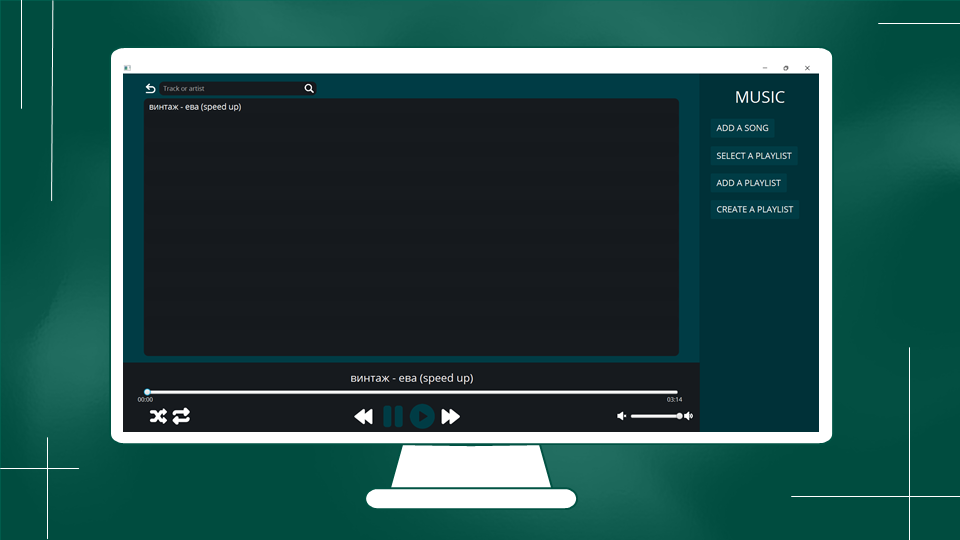 Track or artist
винтаж - ева (speed up)
MUSIC
ADD A SONG
SELECT A PLAYLIST
ADD A PLAYLIST
CREATE A PLAYLIST
винтаж - ева (speed up)
00:00
03:14